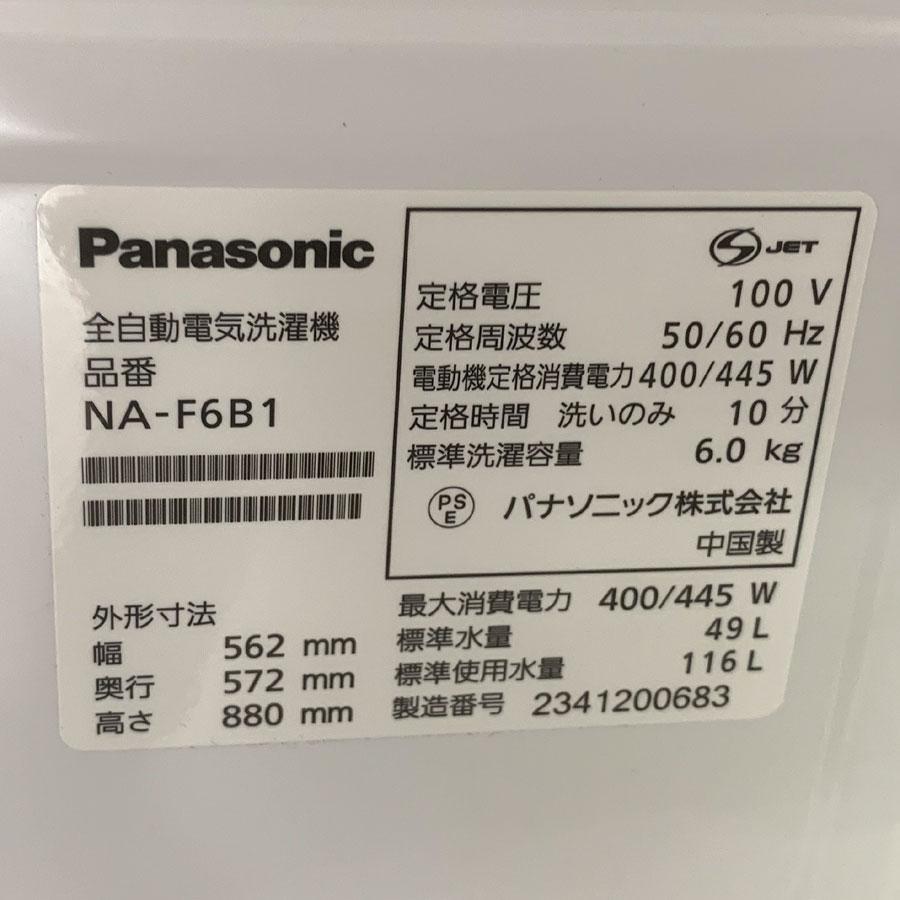 Panasonic
全自動電気洗濯機
品番
NA-F6B1
外形寸法
幅 562 mm
奥行 572 mm
高さ 880 mm
S JET
定格電圧 100 V
定格周波数 50/60 Hz
電動機定格消費電力 400/445 W
定格時間 洗いのみ 10 分
標準洗濯容量 6.0 kg
PS
E
パナソニック株式会社
中国製
最大消費電力 400/445 W
標準水量 49 L
標準使用水量 116 L
製造番号 2341200683